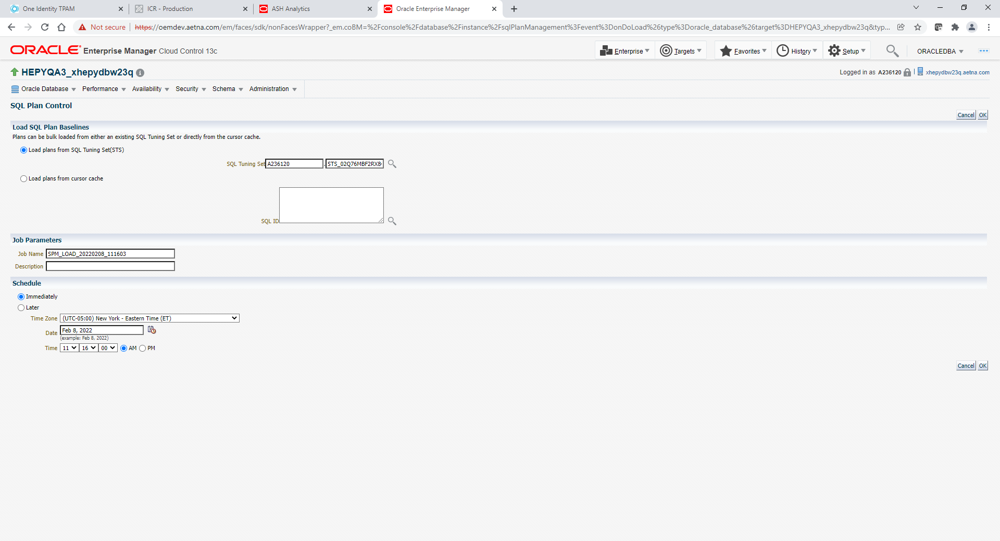 One Identity TPAM
ICR - Production
ASH Analytics
Oracle Enterprise Manager
Not secure
https://oemdev.aetna.com/em/faces/sdk/nonFacesWrapper?_em.coBM=%2Fconsole%2Fdatabase%2Finstance%2FsqlPlanManagement%3Fevent%3DonDoLoad%26type%3Doracle_database%26target%3DHEPYQA3_xhepydbw23q&typ...
ORACLE Enterprise Manager Cloud Control 13c
Enterprise
Targets
Favorites
History
Setup
ORACLEDBA
HEPYQA3_xhepydbw23q
Logged in as A236120
xhepydbw23q.aetna.com
Oracle Database
Performance
Availability
Security
Schema
Administration
SQL Plan Control
Cancel
OK
Load SQL Plan Baselines
Plans can be bulk loaded from either an existing SQL Tuning Set or directly from the cursor cache.
Load plans from SQL Tuning Set(STS)
SQL Tuning Set A236120 . STS_02Q76MBF2RX8
Load plans from cursor cache
SQL ID
Job Parameters
Job Name SPM_LOAD_20220208_111603
Description
Schedule
Immediately
Later
Time Zone (UTC-05:00) New York - Eastern Time (ET)
Date Feb 8, 2022
(example: Feb 8, 2022)
Time 11 16 00 AM PM
Cancel
OK